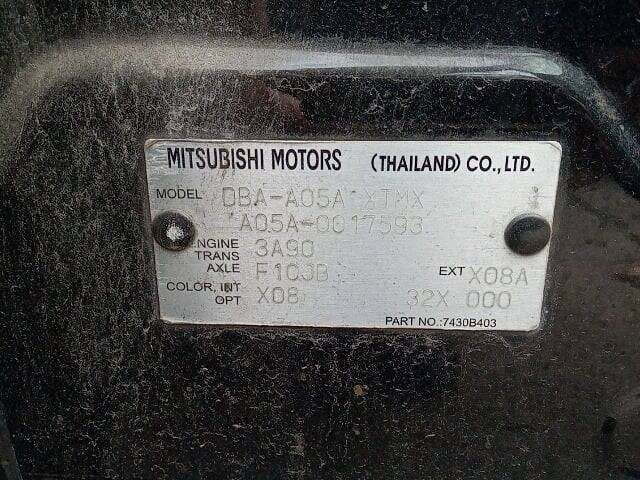 MITSUBISHI MOTORS (THAILAND) CO., LTD.
MODEL DBA-A05A XTMX
A05A-0017593
ENGINE 3A90
TRANS
AXLE F1CJB EXT X08A
COLOR, INT
OPT X08 32X 000
PART NO.:7430B403